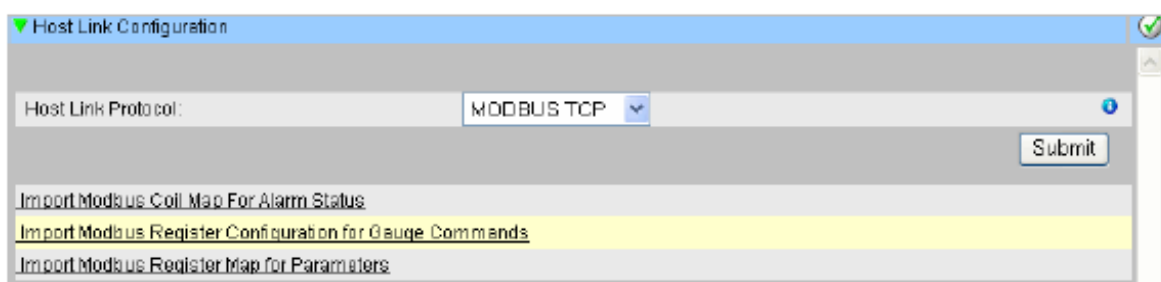 Host Link Configuration
Host Link Protocol: MODBUS TCP
Submit
Import Modbus Coil Map For Alarm Status
Import Modbus Register Configuration for Gauge Commands
Import Modbus Register Map for Parameters